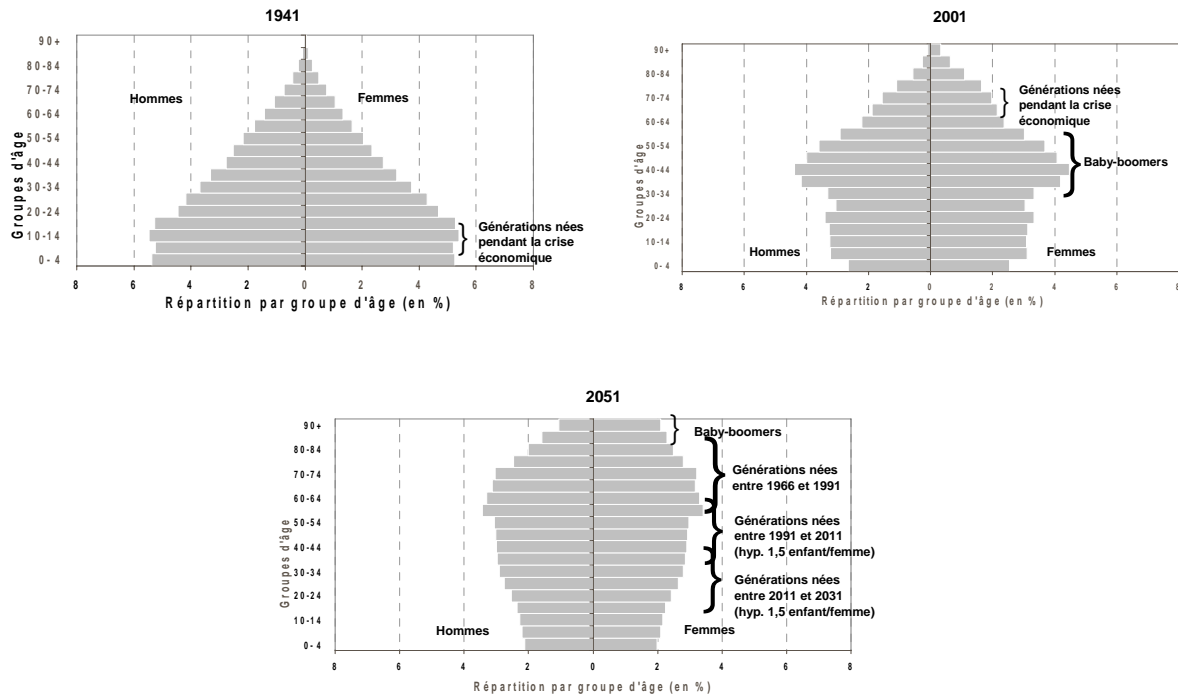 1941
90+
80-84
70-74
60-64
50-54
40-44
30-34
20-24
10-14
0-4
Groupes d'âge
Hommes
Femmes
Générations nées
pendant la crise
économique
8 6 4 2 0 2 4 6 8
Répartition par groupe d'âge (en %)
2001
90+
80-84
70-74
60-64
50-54
40-44
30-34
20-24
10-14
0-4
Groupes d'âge
Générations nées
pendant la crise
économique
Baby-boomers
Hommes
Femmes
8 6 4 2 0 2 4 6 8
Répartition par groupe d'âge (en %)
2051
90+
80-84
70-74
60-64
50-54
40-44
30-34
20-24
10-14
0-4
Groupes d'âge
Baby-boomers
Générations nées
entre 1966 et 1991
Générations nées
entre 1991 et 2011
(hyp. 1,5 enfant/femme)
Générations nées
entre 2011 et 2031
(hyp. 1,5 enfant/femme)
Hommes
Femmes
8 6 4 2 0 2 4 6 8
Répartition par groupe d'âge (en %)